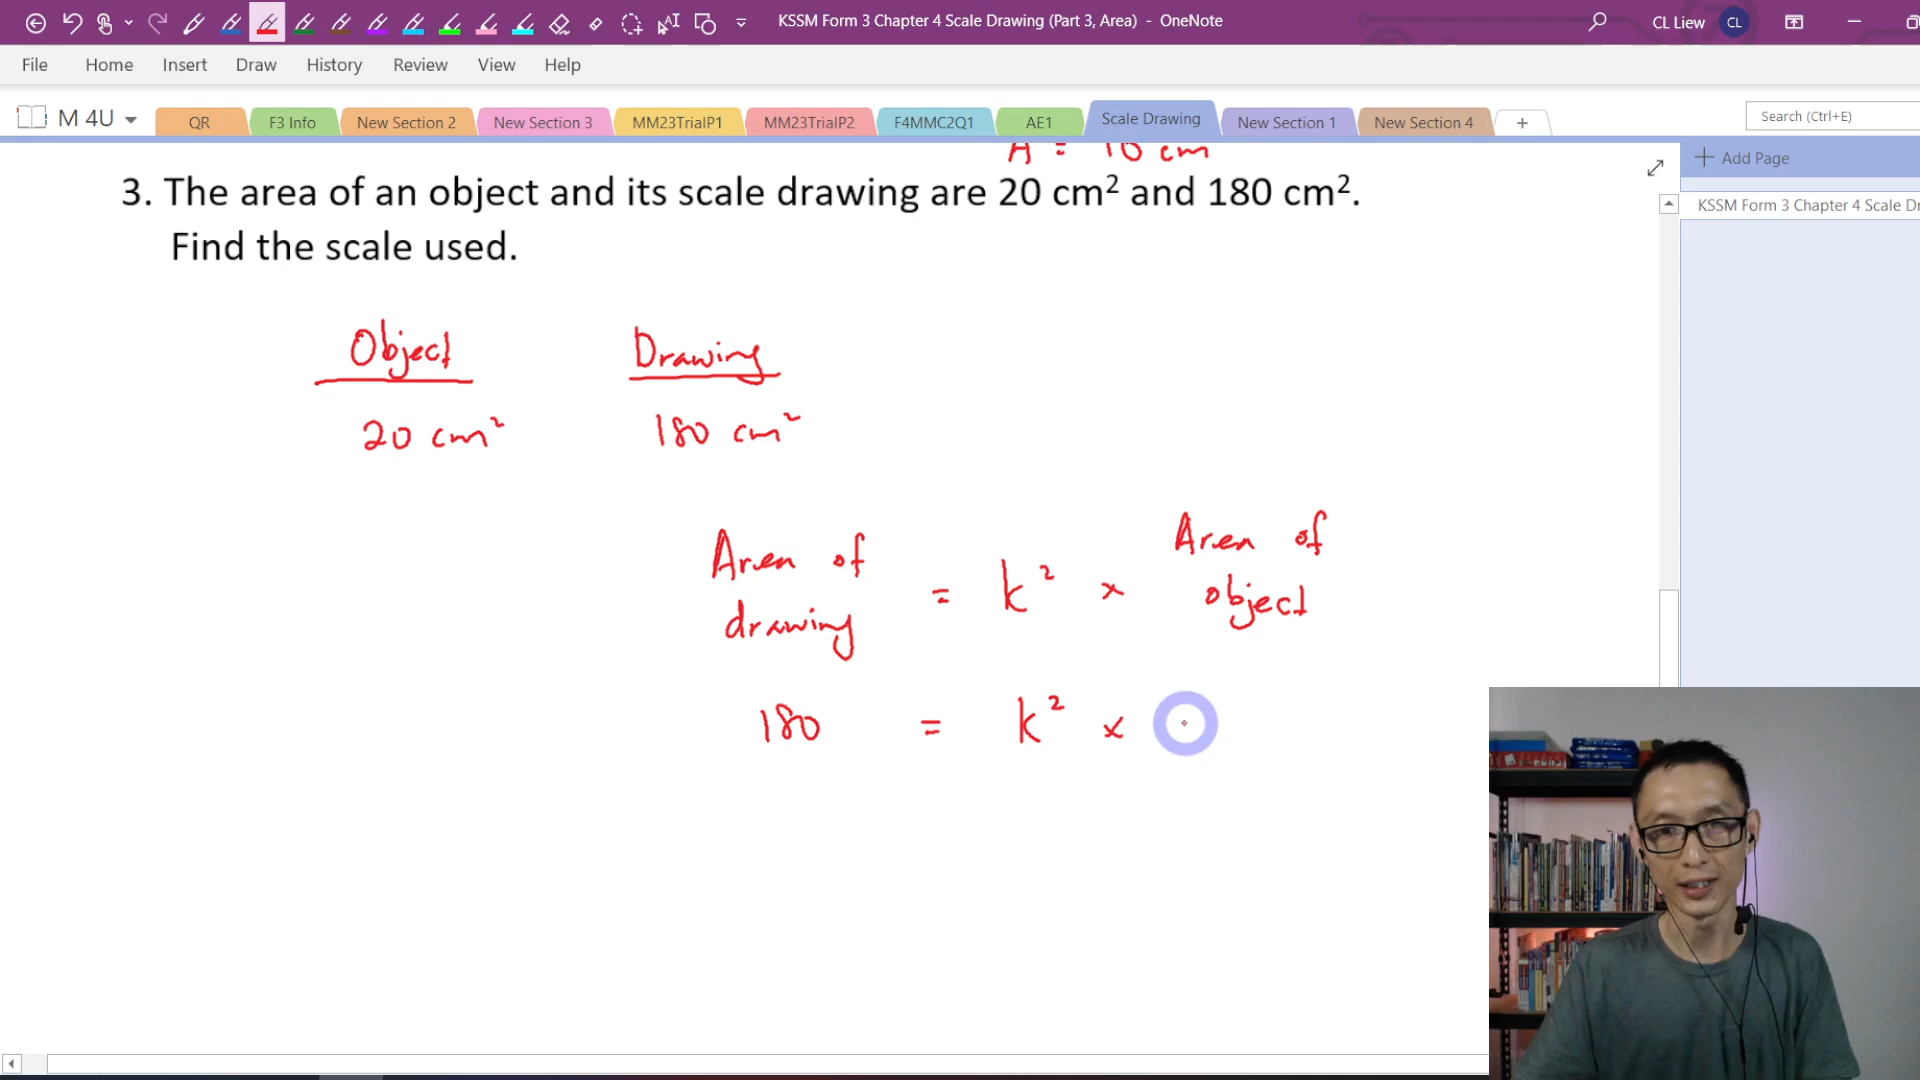 KSSM Form 3 Chapter 4 Scale Drawing (Part 3, Area) - OneNote
CL Liew CL
File Home Insert Draw History Review View Help
M 4U QR F3 Info New Section 2 New Section 3 MM23TrialP1 MM23TrialP2 F4MMC2Q1 AE1 Scale Drawing New Section 1 New Section 4 + Search (Ctrl+E)
Add Page
KSSM Form 3 Chapter 4 Scale Dr
A = 10 cm
3. The area of an object and its scale drawing are 20 cm² and 180 cm².
Find the scale used.
Object Drawing
20 cm² 180 cm²
Area of drawing = k² × Area of object
180 = k² ×